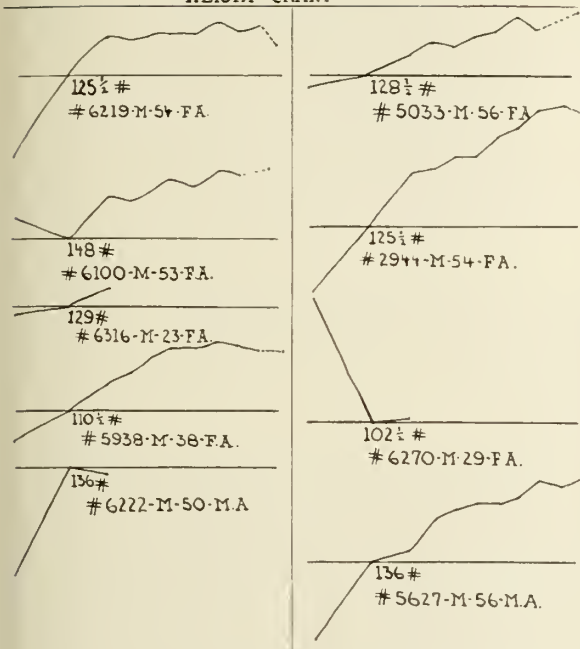 125½ #
# 6219-M-54-F.A.
148 #
# 6100-M-53-F.A.
129 #
# 6316-M-23-F.A.
110½ #
# 5938-M-38-F.A.
136 #
# 6222-M-50-M.A
128½ #
# 5033-M-56-FA
125½ #
# 2944-M-54-F.A.
102½ #
# 6270-M-29-F.A.
136 #
# 5627-M-56-M.A.